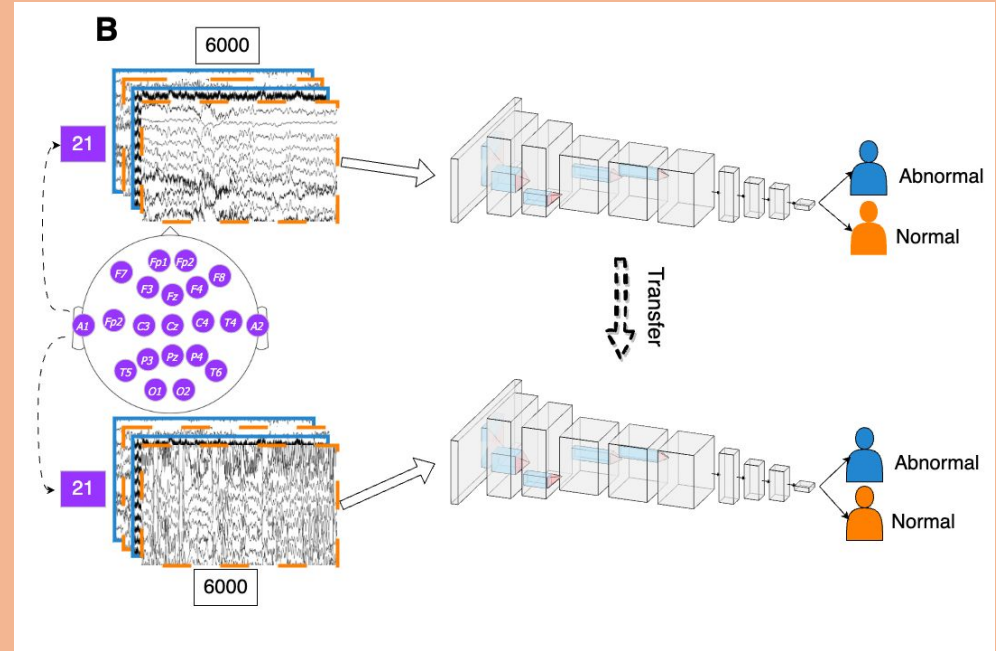 B
6000
21
Abnormal
Normal
Fp1 Fp2
F7 F8
F3 Fz F4
A1 Fp2 C3 Cz C4 T4 A2
P3 Pz P4
T5 T6
O1 O2
Transfer
21
6000
Abnormal
Normal